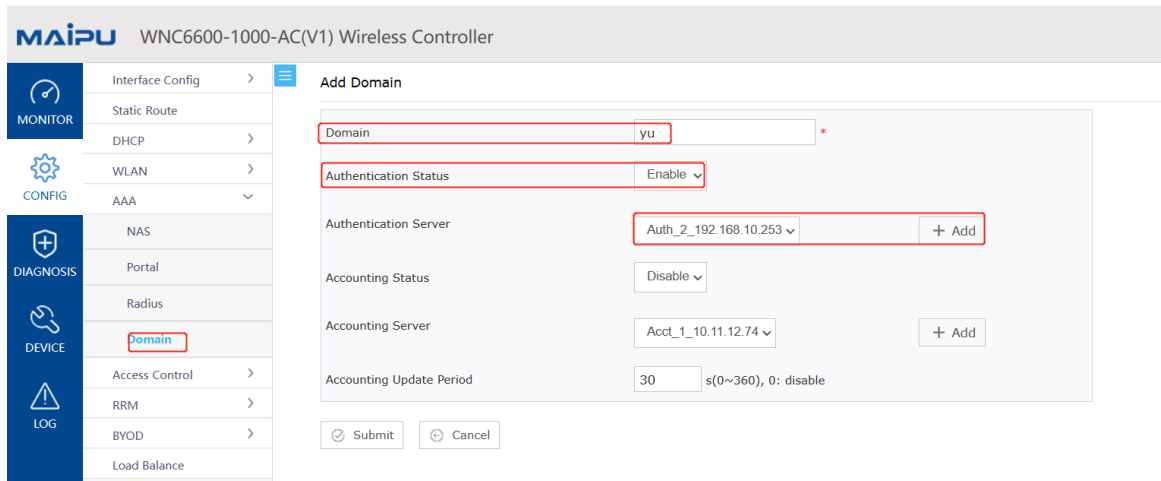 MAIPU WNC6600-1000-AC(V1) Wireless Controller
MONITOR
CONFIG
DIAGNOSIS
DEVICE
LOG
Interface Config
Static Route
DHCP
WLAN
AAA
NAS
Portal
Radius
Domain
Access Control
RRM
BYOD
Load Balance
Add Domain
Domain yu *
Authentication Status Enable
Authentication Server Auth_2_192.168.10.253 + Add
Accounting Status Disable
Accounting Server Acct_1_10.11.12.74 + Add
Accounting Update Period 30 s(0~360), 0: disable
Submit Cancel